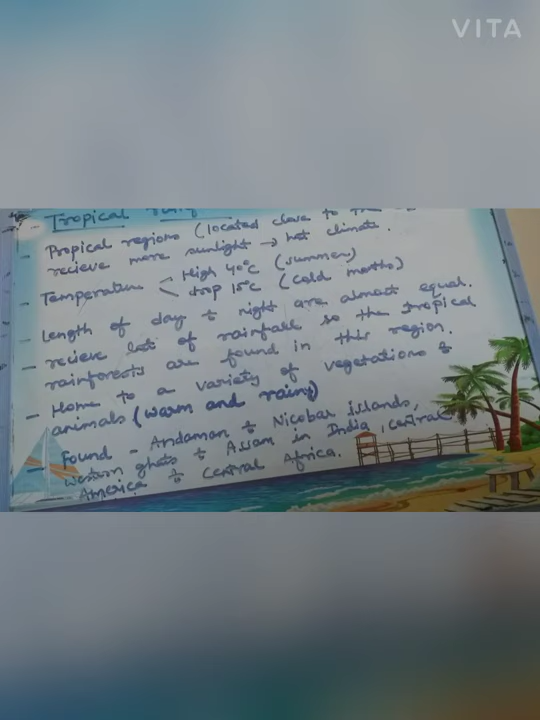 VITA
Tropical
Propical regions (located close to the
recieve more sunlight → hot climate.
Temperature - High 40°C (summer)
< drop 15°C (cold months)
- Length of day & night are almost equal.
- recieve lot of rainfall so the tropical
rainforests are found in this region.
- Home to a variety of vegetations &
animals (warm and rainy)
Found - Andaman & Nicobar islands,
western ghats & Assam in India, central
America & Central Africa.